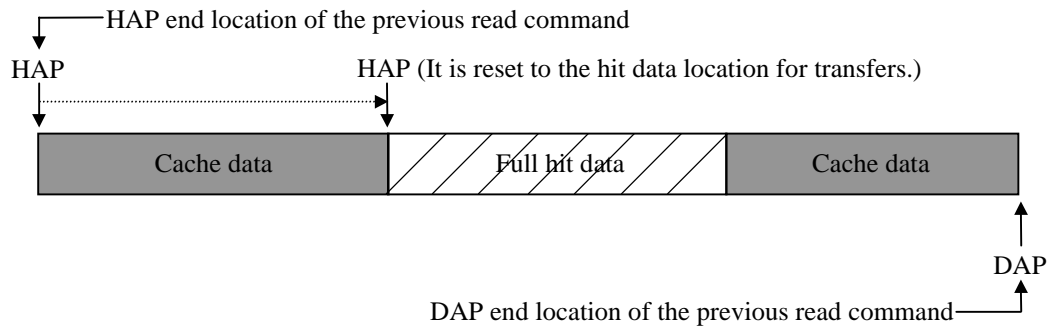 HAP end location of the previous read command
HAP
HAP (It is reset to the hit data location for transfers.)
Cache data
Full hit data
Cache data
DAP
DAP end location of the previous read command